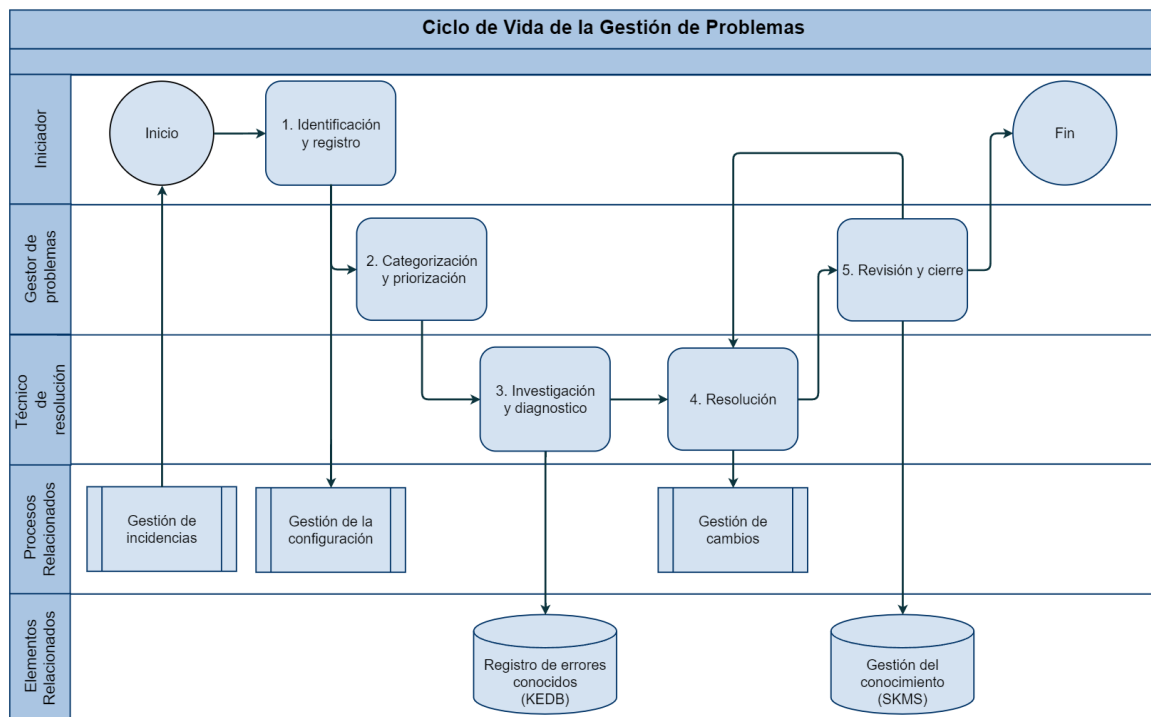 Ciclo de Vida de la Gestión de Problemas
Iniciador
Inicio
1. Identificación
y registro
Fin
Gestor de
problemas
2. Categorización
y priorización
5. Revisión y cierre
Técnico
de
resolución
3. Investigación
y diagnostico
4. Resolución
Procesos
Relacionados
Gestión de
incidencias
Gestión de la
configuración
Gestión de
cambios
Elementos
Relacionados
Registro de errores
conocidos
(KEDB)
Gestión del
conocimiento
(SKMS)